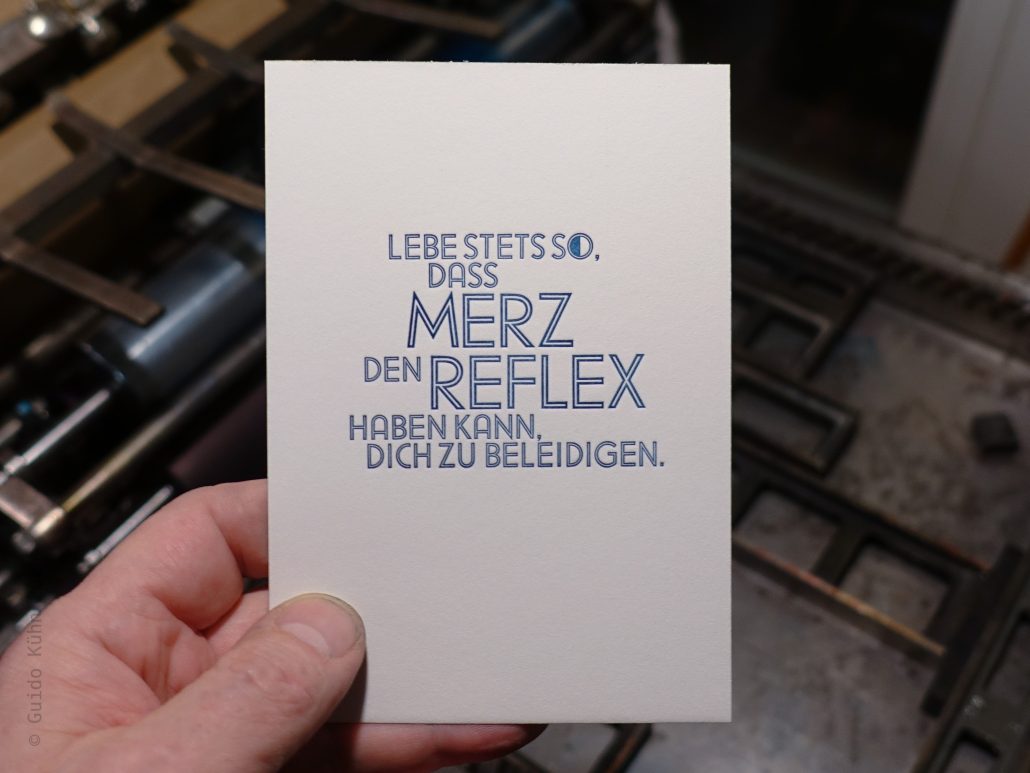 LEBE STETS SO,
DASS
MERZ
DEN REFLEX
HABEN KANN,
DICH ZU BELEIDIGEN.
© Guido Kühn